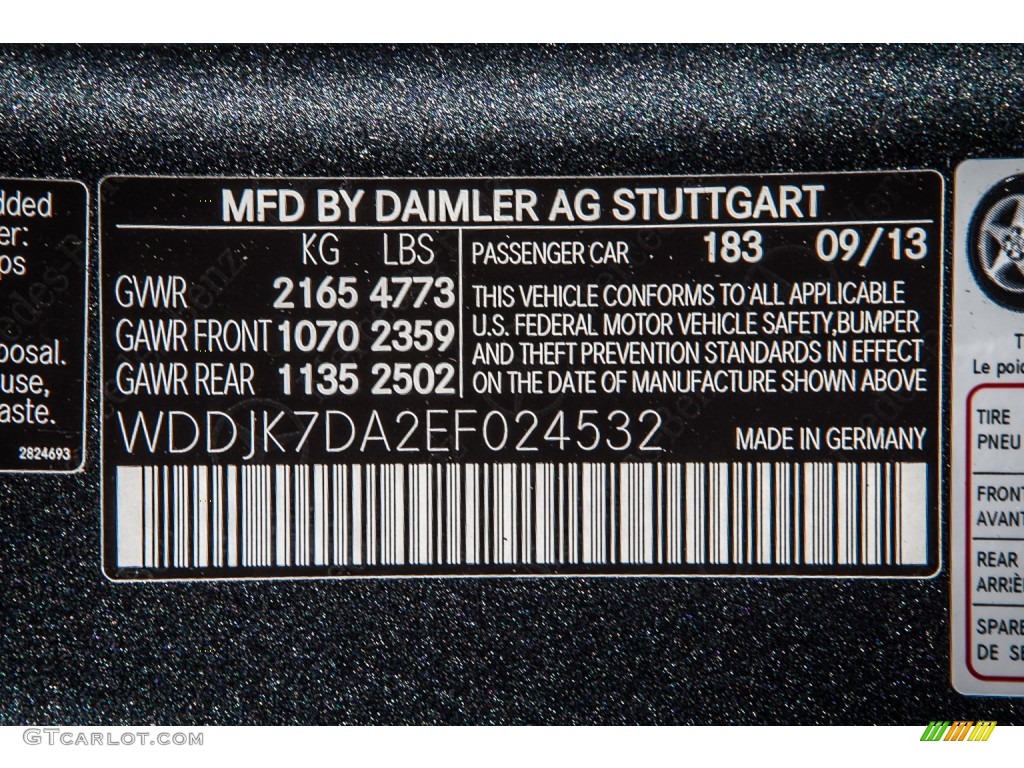 dded
er:
ps
posal.
use,
aste.
2824693
MFD BY DAIMLER AG STUTTGART
KG LBS
GVWR 2165 4773
GAWR FRONT 1070 2359
GAWR REAR 1135 2502
PASSENGER CAR 183 09/13
THIS VEHICLE CONFORMS TO ALL APPLICABLE
U.S. FEDERAL MOTOR VEHICLE SAFETY,BUMPER
AND THEFT PREVENTION STANDARDS IN EFFECT
ON THE DATE OF MANUFACTURE SHOWN ABOVE
WDDJK7DA2EF024532
MADE IN GERMANY
T
Le poid
TIRE
PNEU
FRONT
AVANT
REAR
ARRIÈ
SPARE
DE SE
GTCARLOT.COM